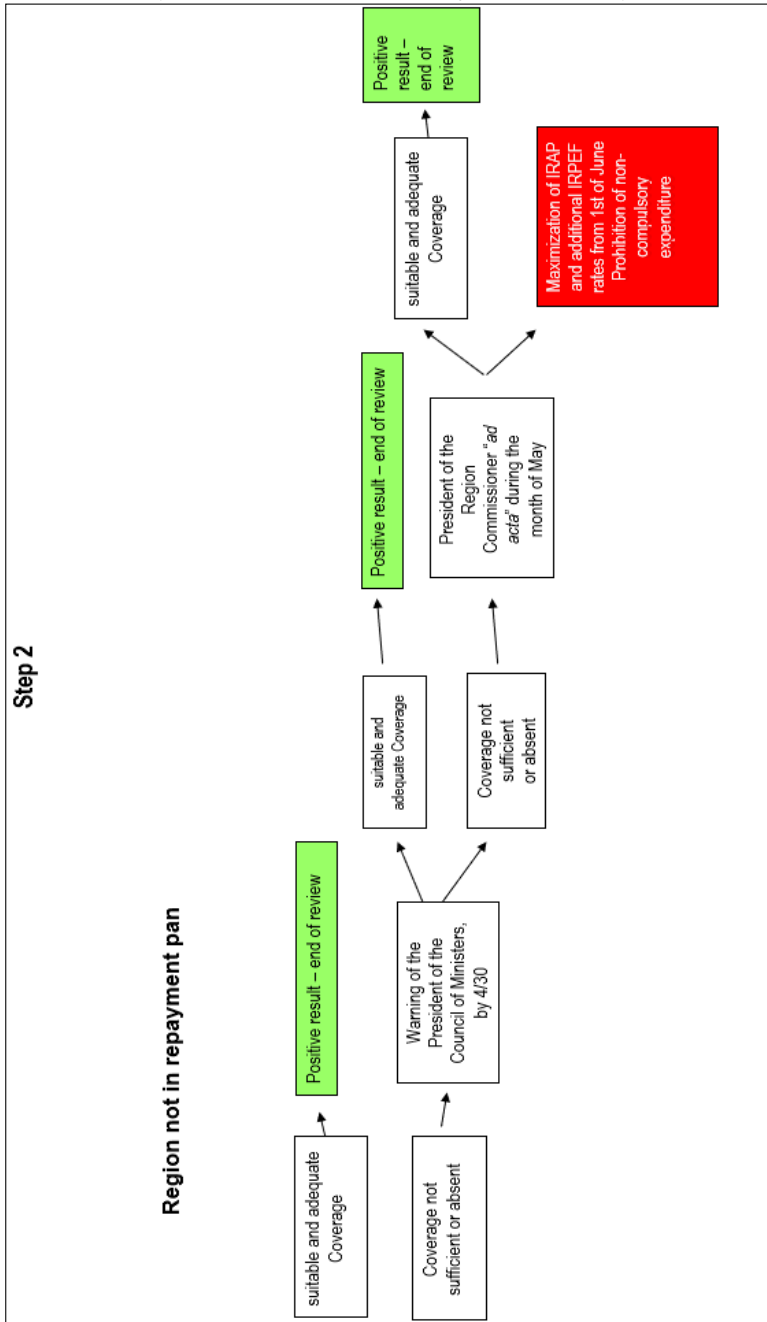 Step 2
Region not in repayment pan
suitable and adequate
Coverage
Positive result – end of review
Coverage not
sufficient or absent
Warning of the
President of the
Council of Ministers,
by 4/30
suitable and
adequate Coverage
Positive result – end of review
Coverage not
sufficient
or absent
President of the
Region
Commissioner “ad
acta” during the
month of May
suitable and adequate
Coverage
Positive
result –
end of
review
Maximization of IRAP
and additional IRPEF
rates from 1st of June
Prohibition of non-
compulsory
expenditure